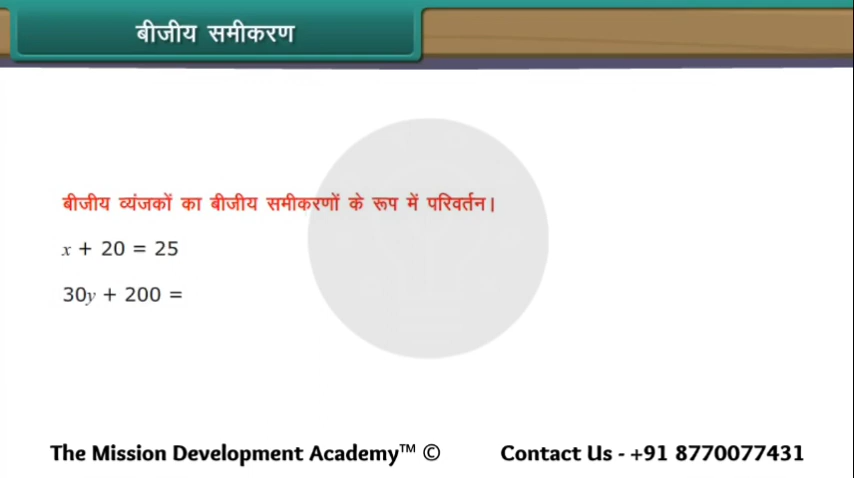 बीजीय समीकरण
बीजीय व्यंजकों का बीजीय समीकरणों के रूप में परिवर्तन।
x + 20 = 25
30y + 200 =
The Mission Development Academy™ © Contact Us - +91 8770077431